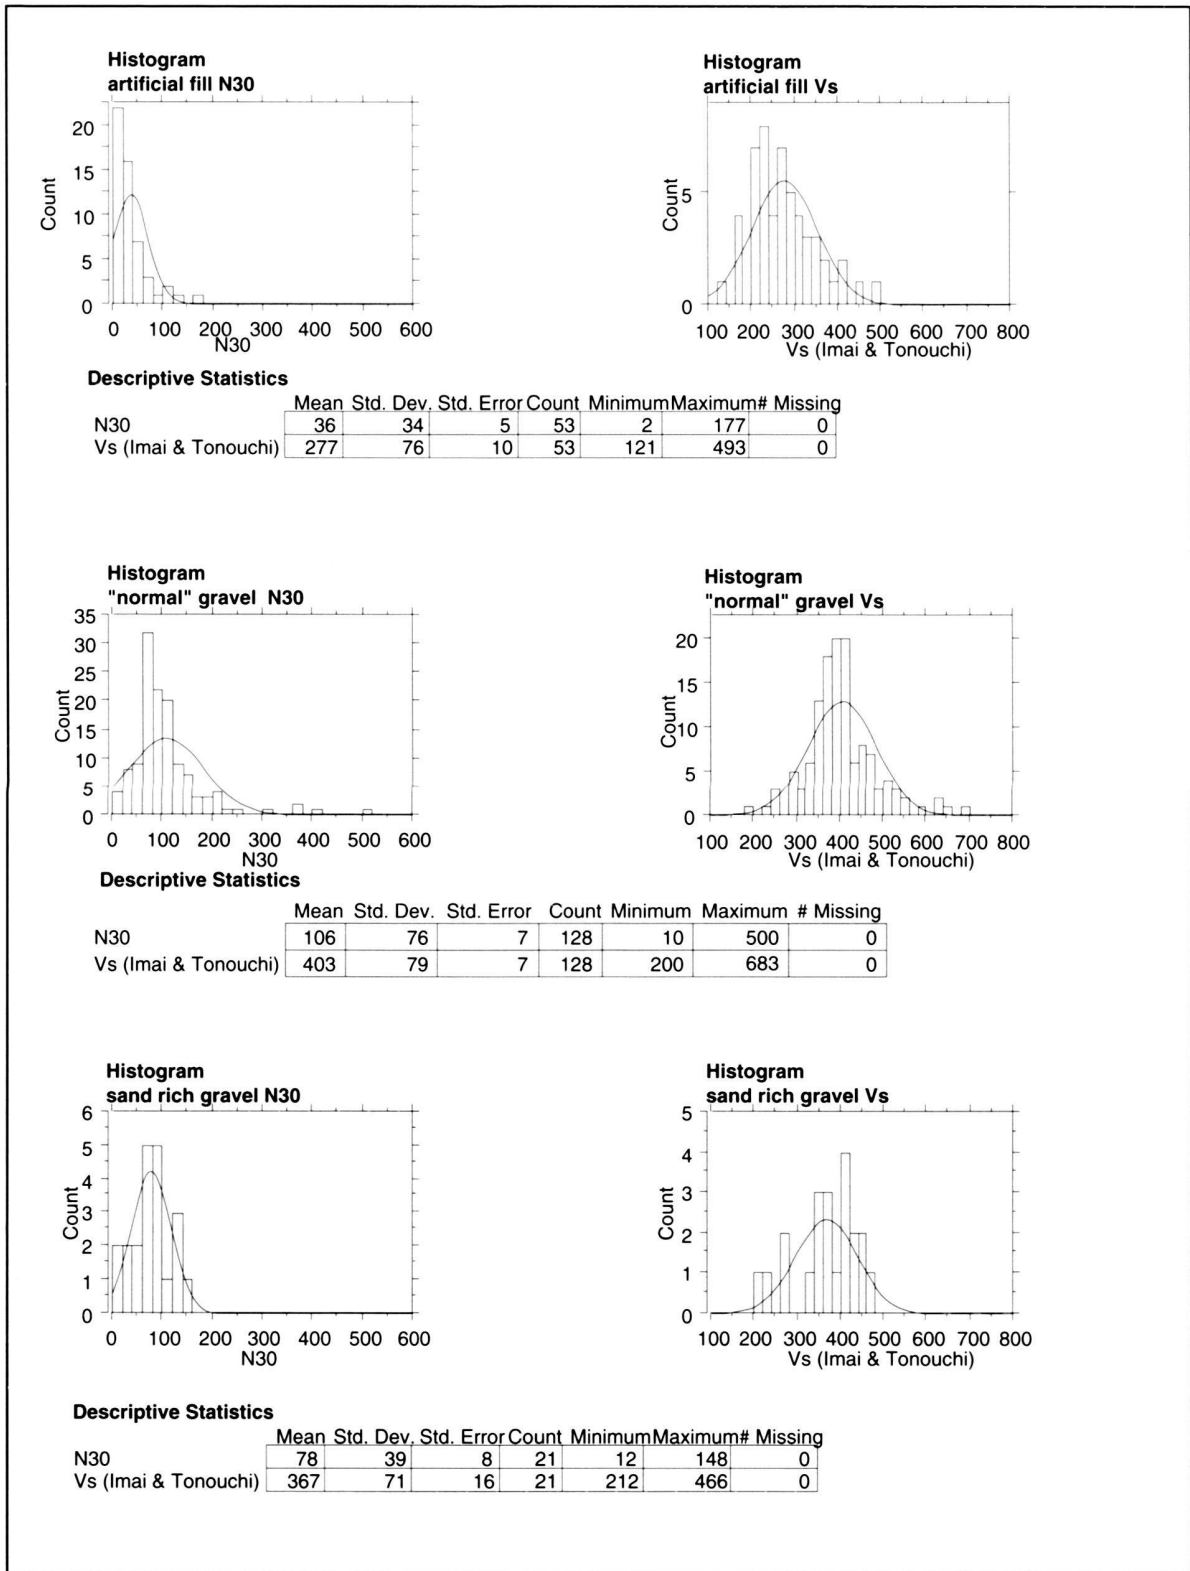 Histogram
artificial fill N30
20
15
10
5
0
Count
0 100 200 300 400 500 600
N30
Histogram
artificial fill Vs
5
0
Count
100 200 300 400 500 600 700 800
Vs (Imai & Tonouchi)
Descriptive Statistics
Mean Std. Dev. Std. Error Count Minimum Maximum # Missing
N30 36 34 5 53 2 177 0
Vs (Imai & Tonouchi) 277 76 10 53 121 493 0
Histogram
"normal" gravel N30
35
30
25
20
15
10
5
0
Count
0 100 200 300 400 500 600
N30
Histogram
"normal" gravel Vs
20
15
10
5
0
Count
100 200 300 400 500 600 700 800
Vs (Imai & Tonouchi)
Descriptive Statistics
Mean Std. Dev. Std. Error Count Minimum Maximum # Missing
N30 106 76 7 128 10 500 0
Vs (Imai & Tonouchi) 403 79 7 128 200 683 0
Histogram
sand rich gravel N30
6
5
4
3
2
1
0
Count
0 100 200 300 400 500 600
N30
Histogram
sand rich gravel Vs
5
4
3
2
1
0
Count
100 200 300 400 500 600 700 800
Vs (Imai & Tonouchi)
Descriptive Statistics
Mean Std. Dev. Std. Error Count Minimum Maximum # Missing
N30 78 39 8 21 12 148 0
Vs (Imai & Tonouchi) 367 71 16 21 212 466 0